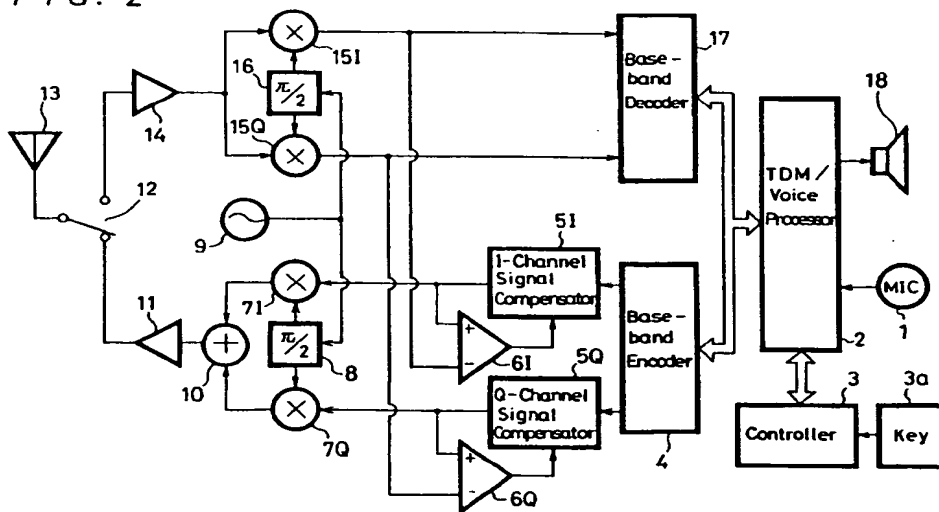 FIG. 2
13
14
12
11
10
9
15I
16
π/2
15Q
7I
π/2
8
7Q
5I
I-Channel
Signal
Compensator
6I
5Q
Q-Channel
Signal
Compensator
6Q
17
Base-
band
Decoder
Base-
band
Encoder
4
TDM/
Voice
Processor
2
18
MIC
1
3
Controller
3a
Key